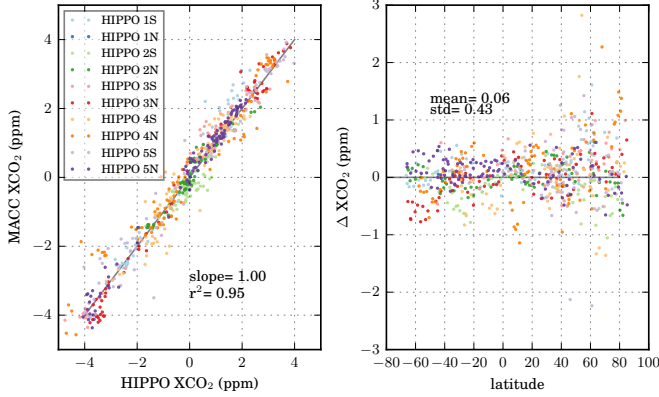 HIPPO 1S
HIPPO 1N
HIPPO 2S
HIPPO 2N
HIPPO 3S
HIPPO 3N
HIPPO 4S
HIPPO 4N
HIPPO 5S
HIPPO 5N
4
2
0
−2
−4
MACC XCO₂ (ppm)
slope= 1.00
r²= 0.95
−4 −2 0 2 4
HIPPO XCO₂ (ppm)
3
2
1
0
−1
−2
−3
Δ XCO₂ (ppm)
mean= 0.06
std= 0.43
−80 −60 −40 −20 0 20 40 60 80 100
latitude